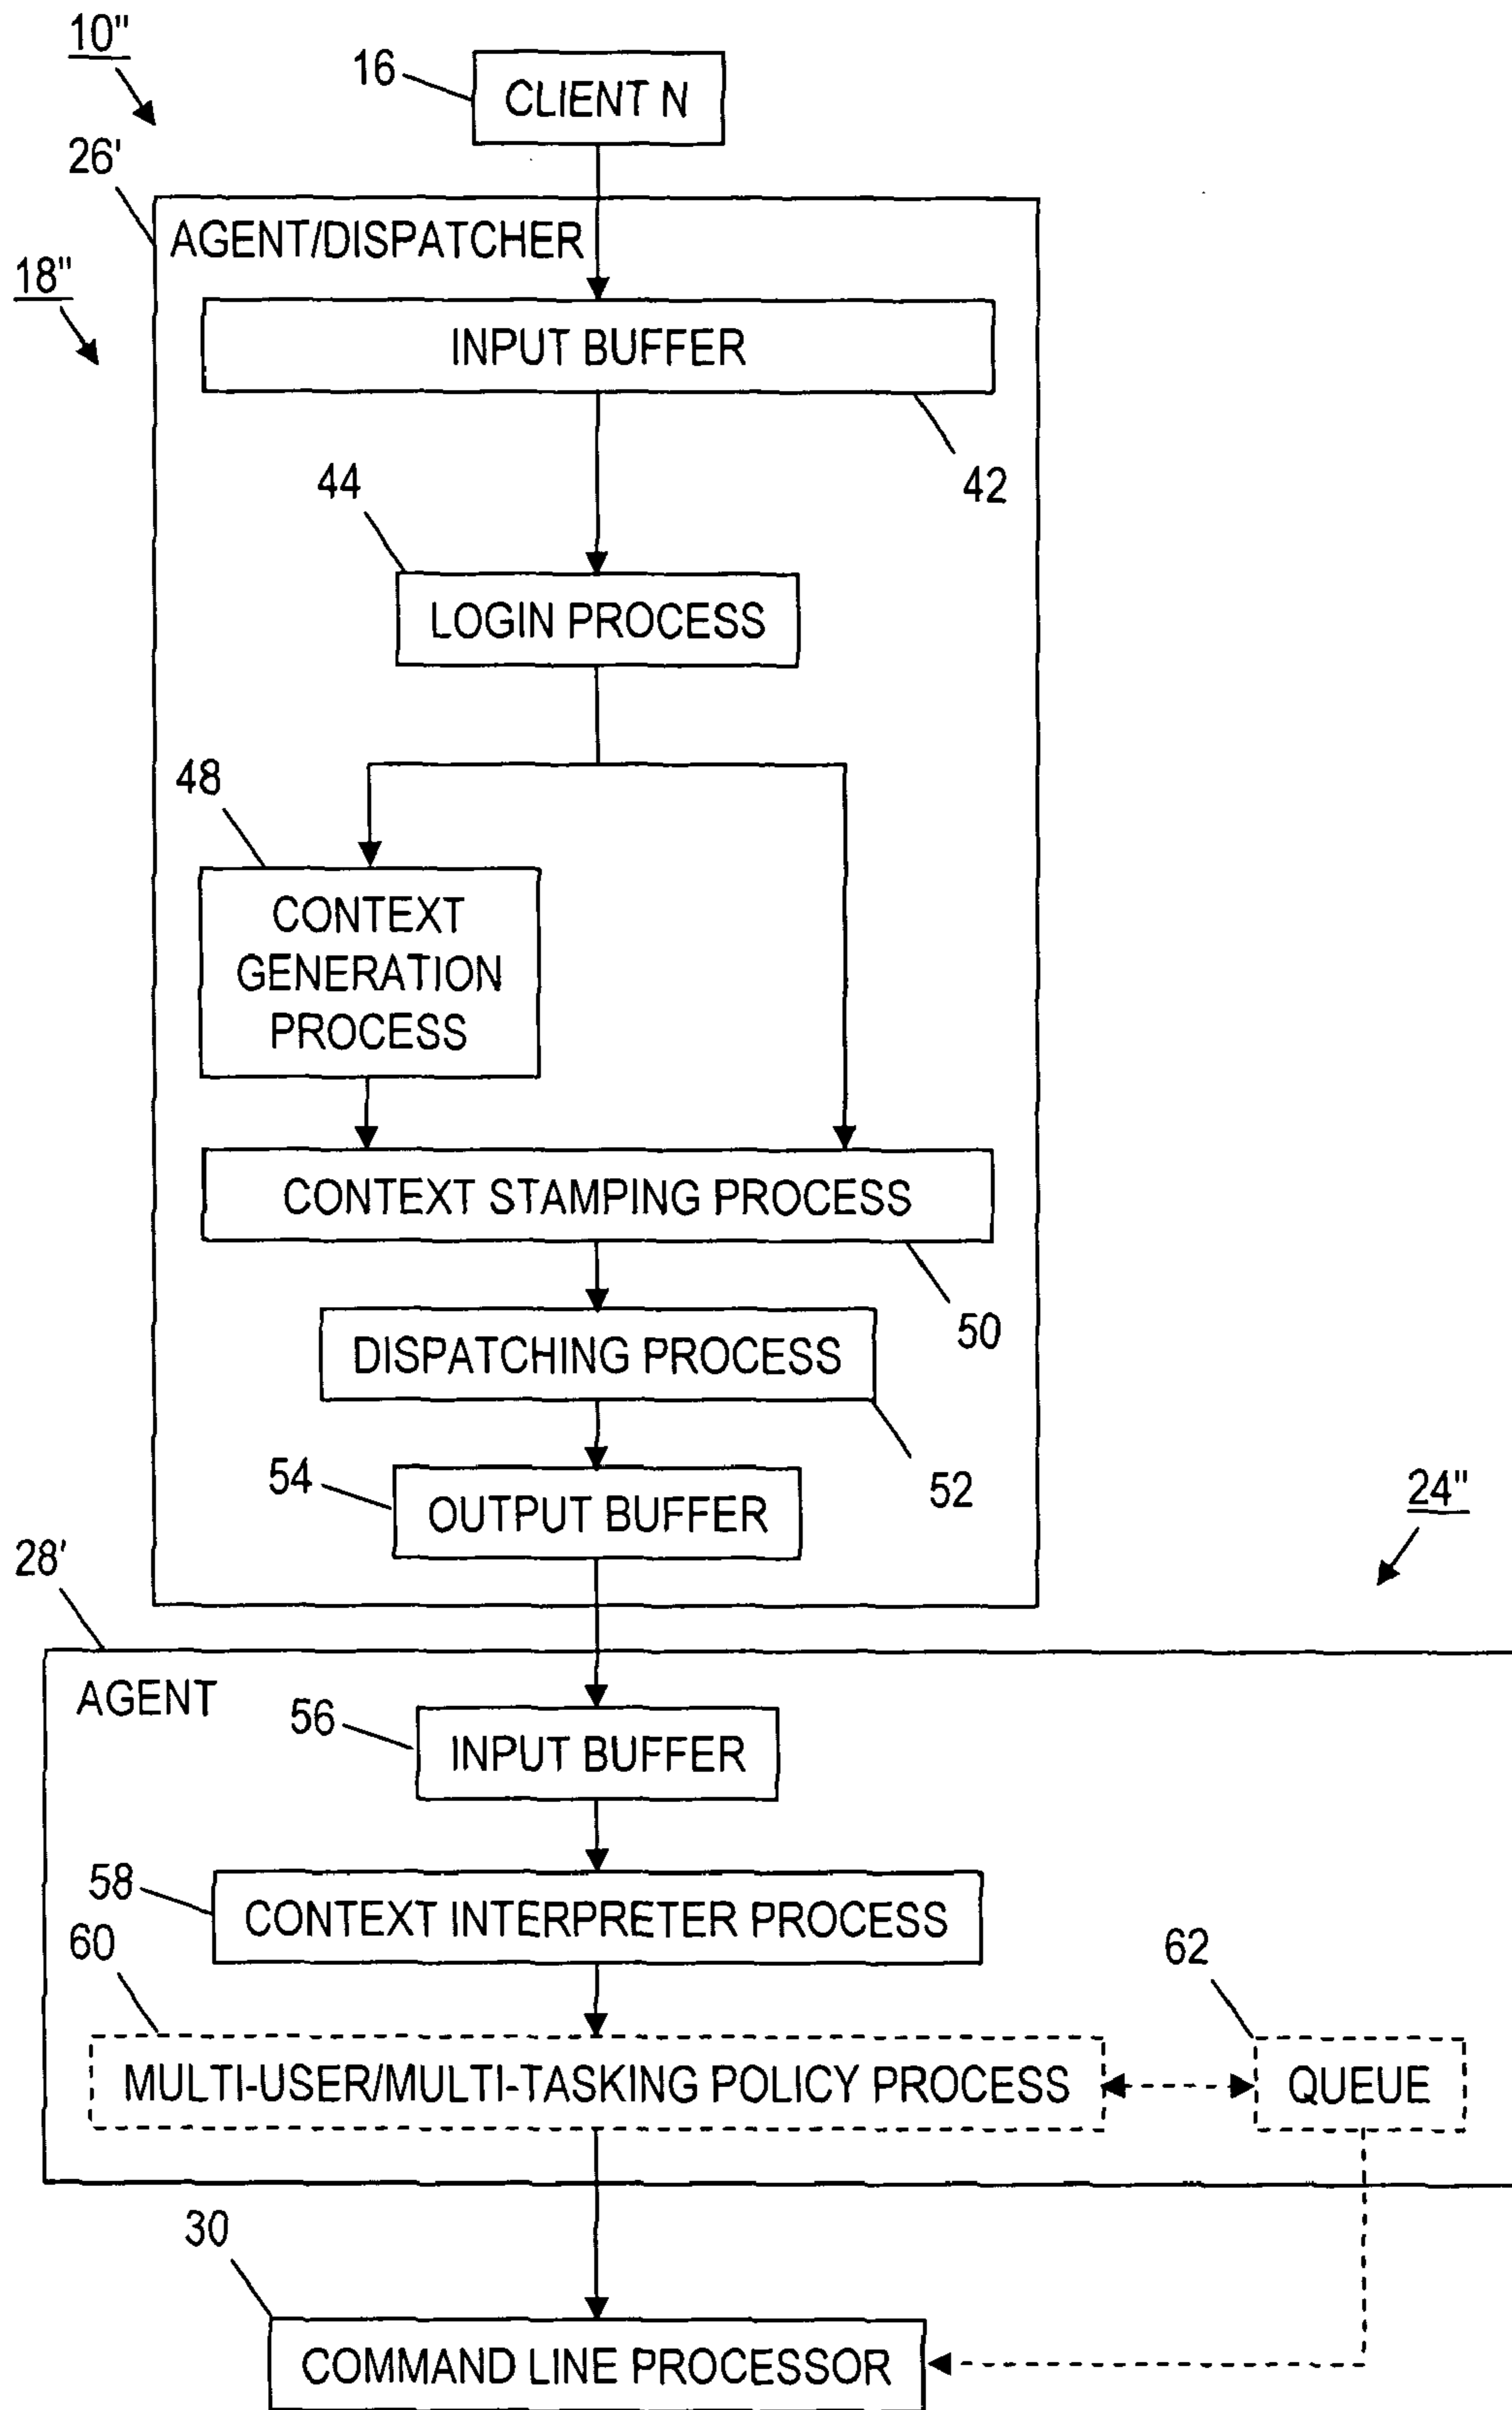 10"
16
CLIENT N
26'
AGENT/DISPATCHER
18"
INPUT BUFFER
42
44
LOGIN PROCESS
48
CONTEXT
GENERATION
PROCESS
CONTEXT STAMPING PROCESS
50
DISPATCHING PROCESS
52
54
OUTPUT BUFFER
24"
28'
AGENT
56
INPUT BUFFER
58
CONTEXT INTERPRETER PROCESS
60
62
MULTI-USER/MULTI-TASKING POLICY PROCESS
QUEUE
30
COMMAND LINE PROCESSOR